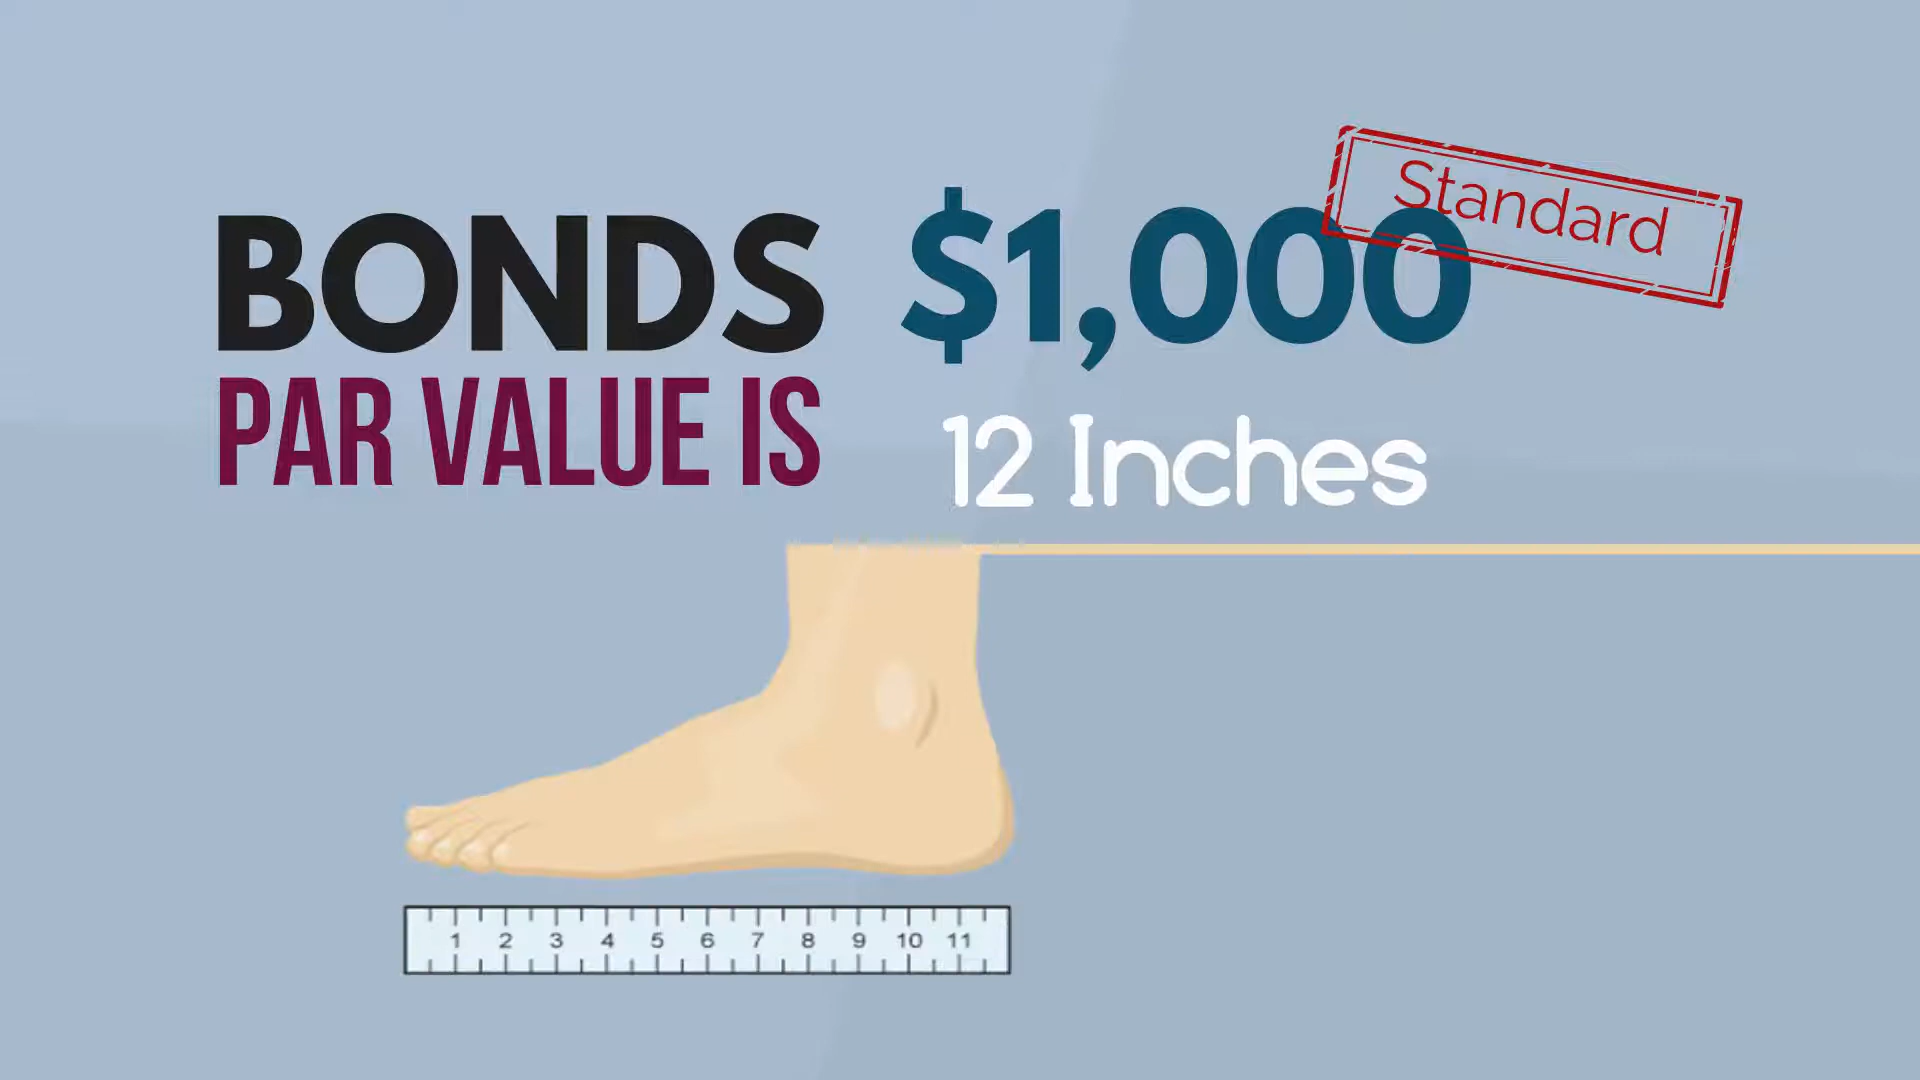 Standard
BONDS $1,000
PAR VALUE IS
12 Inches
1 2 3 4 5 6 7 8 9 10 11